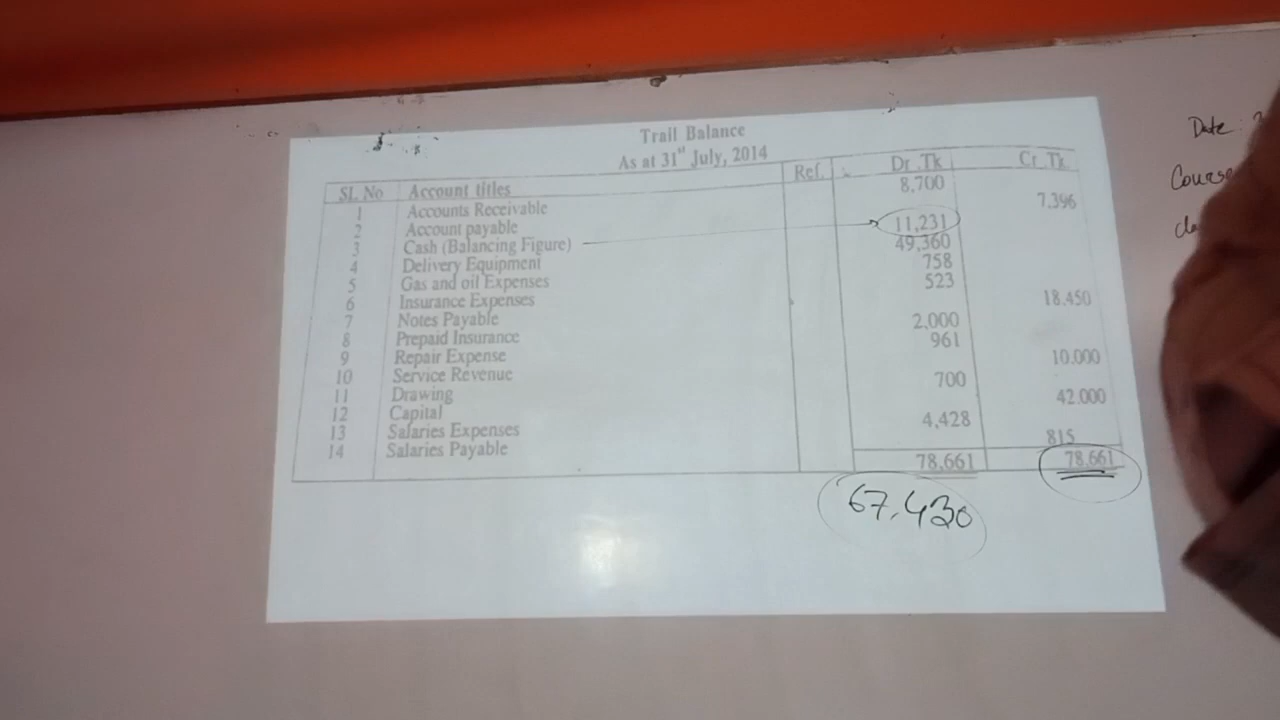 Trail Balance
As at 31st July, 2014
SL. No Account titles Ref. Dr .Tk Cr .Tk
1 Accounts Receivable 8,700
2 Account payable 7,396
3 Cash (Balancing Figure) 11,231
4 Delivery Equipment 49,360
5 Gas and oil Expenses 758
6 Insurance Expenses 523
7 Notes Payable 18.450
8 Prepaid Insurance 2,000
9 Repair Expense 961
10 Service Revenue 10.000
11 Drawing 700
12 Capital 42.000
13 Salaries Expenses 4,428
14 Salaries Payable 815
78,661 78.661
67,430
Date :
Course